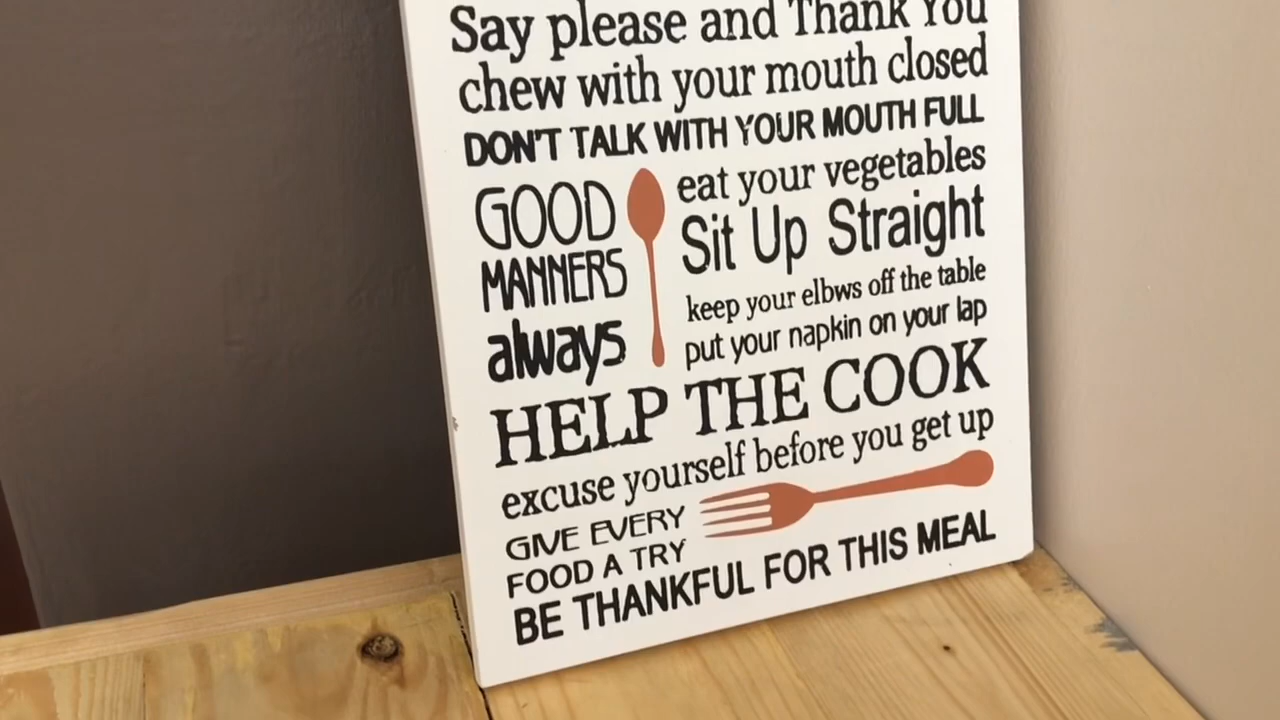 Say please and Thank You
chew with your mouth closed
DON'T TALK WITH YOUR MOUTH FULL
GOOD
MANNERS
always
eat your vegetables
Sit Up Straight
keep your elbws off the table
put your napkin on your lap
HELP THE COOK
excuse yourself before you get up
GIVE EVERY
FOOD A TRY
BE THANKFUL FOR THIS MEAL